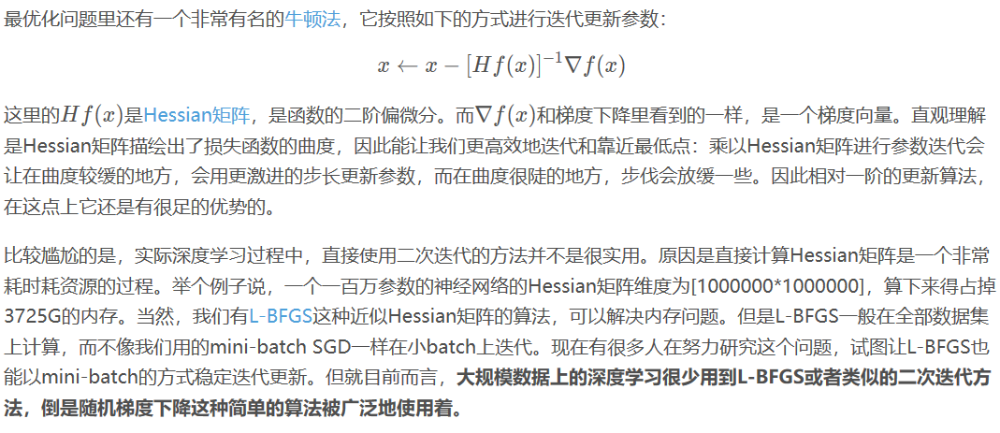 最优化问题里还有一个非常有名的牛顿法，它按照如下的方式进行迭代更新参数：
x ← x − [Hf(x)]⁻¹∇f(x)
这里的Hf(x)是Hessian矩阵，是函数的二阶偏微分。而∇f(x)和梯度下降里看到的一样，是一个梯度向量。直观理解
是Hessian矩阵描绘出了损失函数的曲度，因此能让我们更高效地迭代和靠近最低点：乘以Hessian矩阵进行参数迭代会
让在曲度较缓的地方，会用更激进的步长更新参数，而在曲度很陡的地方，步伐会放缓一些。因此相对一阶的更新算法，
在这点上它还是有很足的优势的。
比较尴尬的是，实际深度学习过程中，直接使用二次迭代的方法并不是很实用。原因是直接计算Hessian矩阵是一个非常
耗时耗资源的过程。举个例子说，一个一百万参数的神经网络的Hessian矩阵维度为[1000000*1000000]，算下来得占掉
3725G的内存。当然，我们有L-BFGS这种近似Hessian矩阵的算法，可以解决内存问题。但是L-BFGS一般在全部数据集
上计算，而不像我们用的mini-batch SGD一样在小batch上迭代。现在有很多人在努力研究这个问题，试图让L-BFGS也
能以mini-batch的方式稳定迭代更新。但就目前而言，大规模数据上的深度学习很少用到L-BFGS或者类似的二次迭代方
法，倒是随机梯度下降这种简单的算法被广泛地使用着。